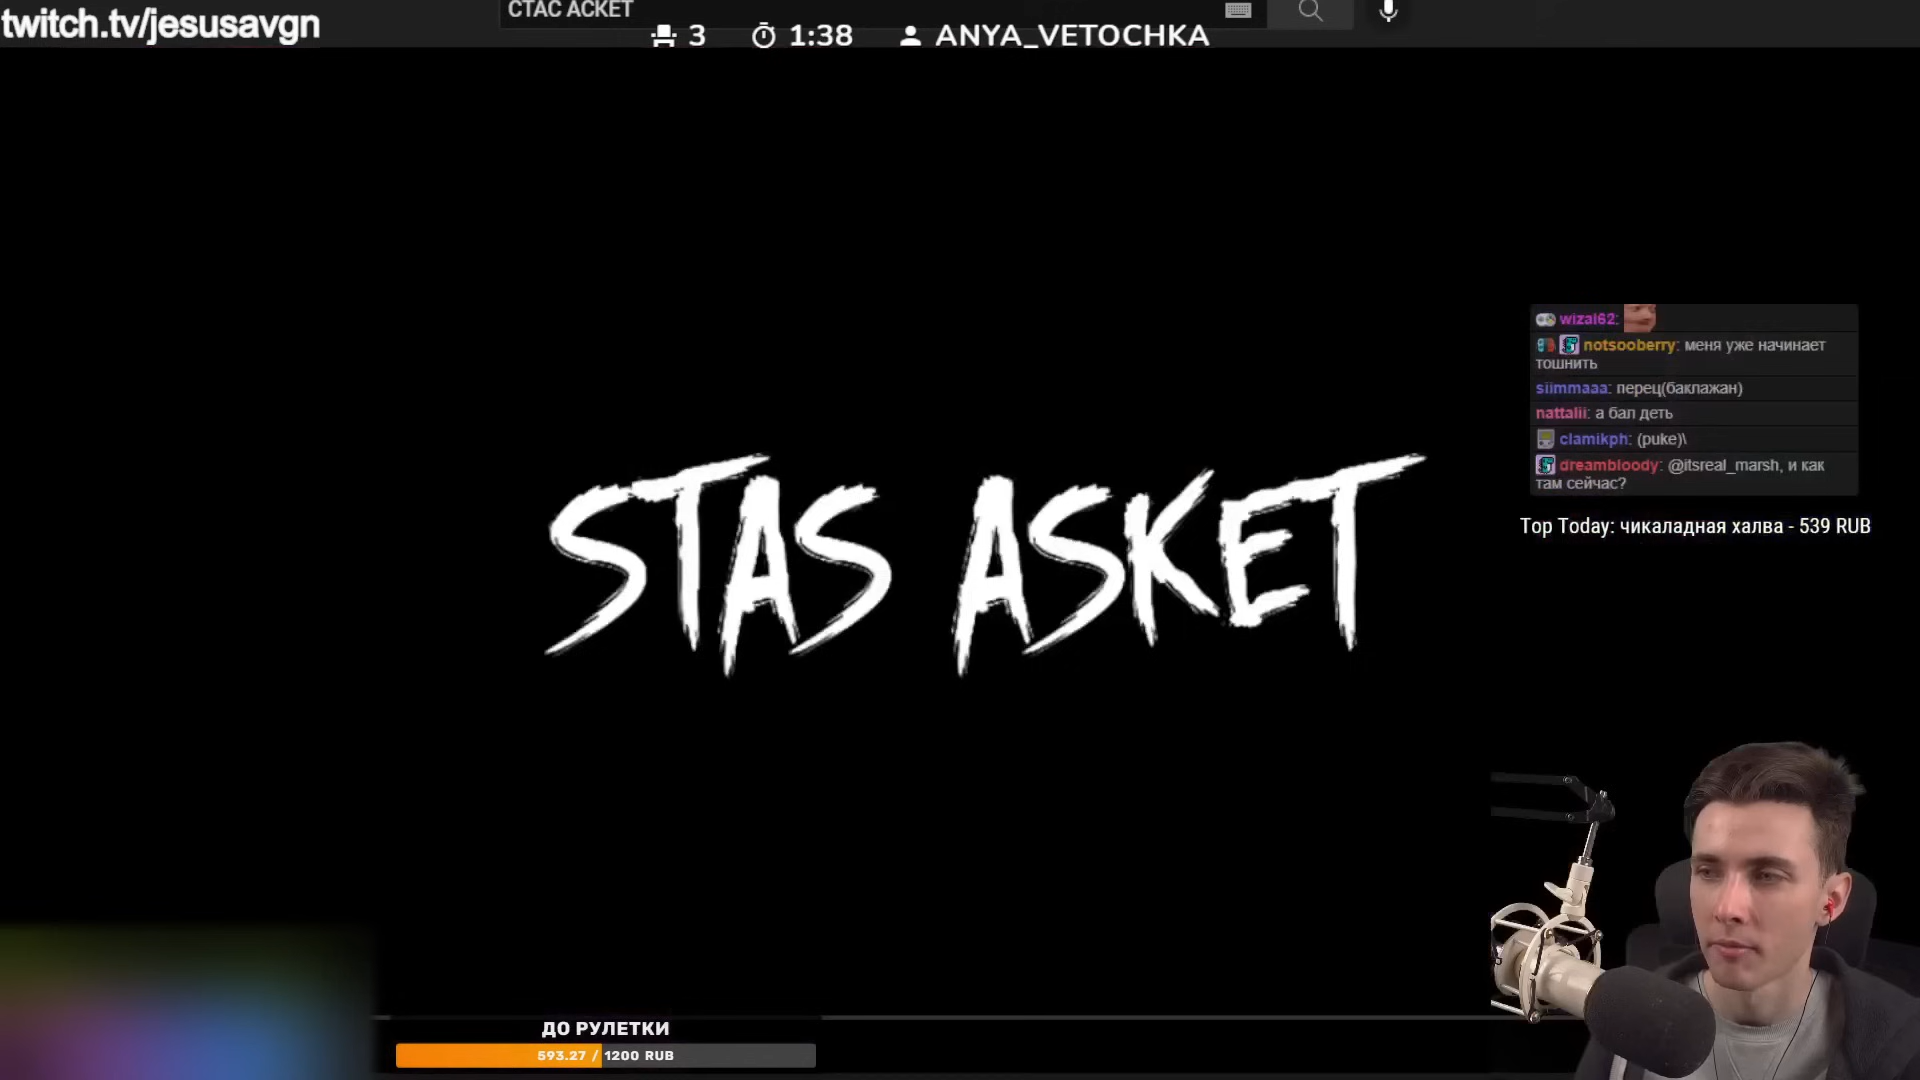 twitch.tv/jesusavgn
СТАС АСКЕТ
3 1:38 ANYA_VETOCHKA
STAS ASKET
wizal62:
notsooberry: меня уже начинает
тошнить
siimmaaa: перец(баклажан)
nattalii: а бал деть
clamikph: (puke)\
dreambloody: @itsreal_marsh, и как
там сейчас?
Top Today: чикаладная халва - 539 RUB
ДО РУЛЕТКИ
593.27 / 1200 RUB